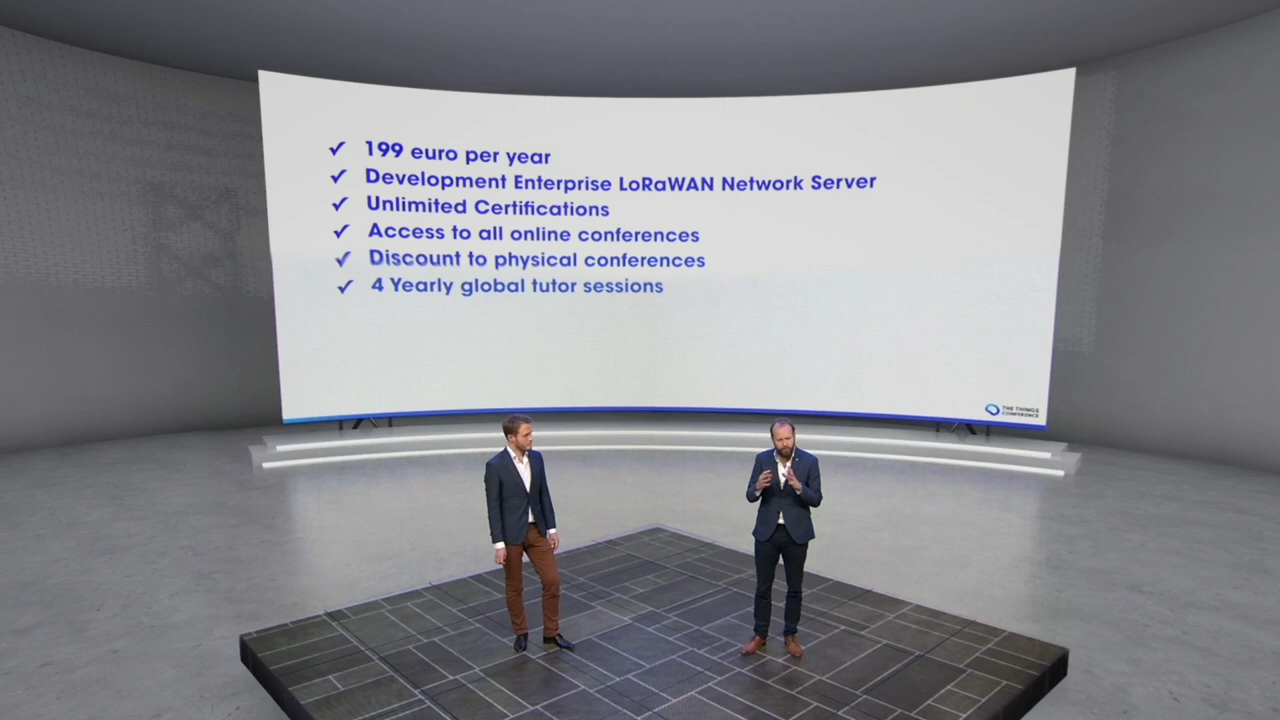 199 euro per year
Development Enterprise LoRaWAN Network Server
Unlimited Certifications
Access to all online conferences
Discount to physical conferences
4 Yearly global tutor sessions
THE THINGS
CONFERENCE